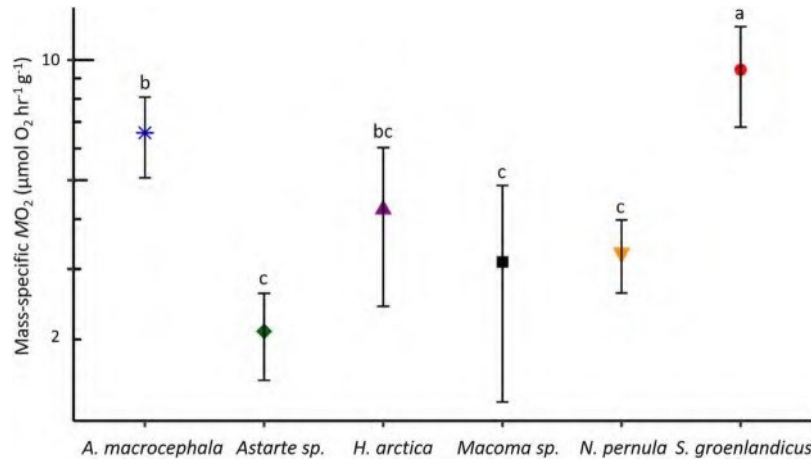 Mass-specific MO₂ (μmol O₂ hr⁻¹ g⁻¹)
10
2
b
c
bc
c
c
a
A. macrocephala
Astarte sp.
H. arctica
Macoma sp.
N. pernula
S. groenlandicus